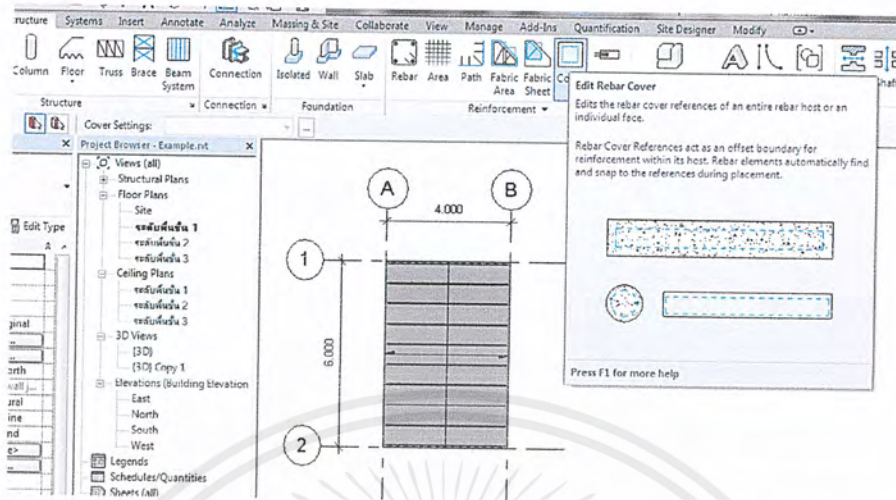 ructure Systems Insert Annotate Analyze Massing & Site Collaborate View Manage Add-Ins Quantification Site Designer Modify
Column Floor Truss Brace Beam System Connection Isolated Wall Slab Rebar Area Path Fabric Area Fabric Sheet Co
Structure Connection Foundation Reinforcement
Cover Settings:
Edit Rebar Cover
Edits the rebar cover references of an entire rebar host or an
individual face.
Rebar Cover References act as an offset boundary for
reinforcement within its host. Rebar elements automatically find
and snap to the references during placement.
Press F1 for more help
Project Browser - Example.rvt
Views (all)
Structural Plans
Floor Plans
Site
ระดับพื้นชั้น 1
ระดับพื้นชั้น 2
ระดับพื้นชั้น 3
Ceiling Plans
ระดับพื้นชั้น 1
ระดับพื้นชั้น 2
ระดับพื้นชั้น 3
3D Views
{3D}
{3D} Copy 1
Elevations (Building Elevation
East
North
South
West
Legends
Schedules/Quantities
Sheets (all)
Edit Type
ginal
orth
wall j...
ural
ine
nd
e>
A B
4.000
1
6.000
2